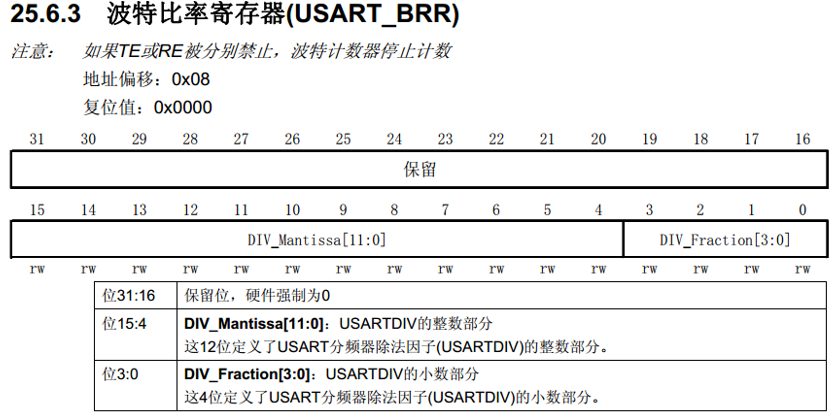 25.6.3 波特比率寄存器(USART_BRR)
注意： 如果TE或RE被分别禁止，波特计数器停止计数
地址偏移：0x08
复位值：0x0000
31 30 29 28 27 26 25 24 23 22 21 20 19 18 17 16
保留
15 14 13 12 11 10 9 8 7 6 5 4 3 2 1 0
DIV_Mantissa[11:0] DIV_Fraction[3:0]
rw rw rw rw rw rw rw rw rw rw rw rw rw rw rw rw
位31:16 保留位，硬件强制为0
位15:4 DIV_Mantissa[11:0]：USARTDIV的整数部分
这12位定义了USART分频器除法因子(USARTDIV)的整数部分。
位3:0 DIV_Fraction[3:0]：USARTDIV的小数部分
这4位定义了USART分频器除法因子(USARTDIV)的小数部分。